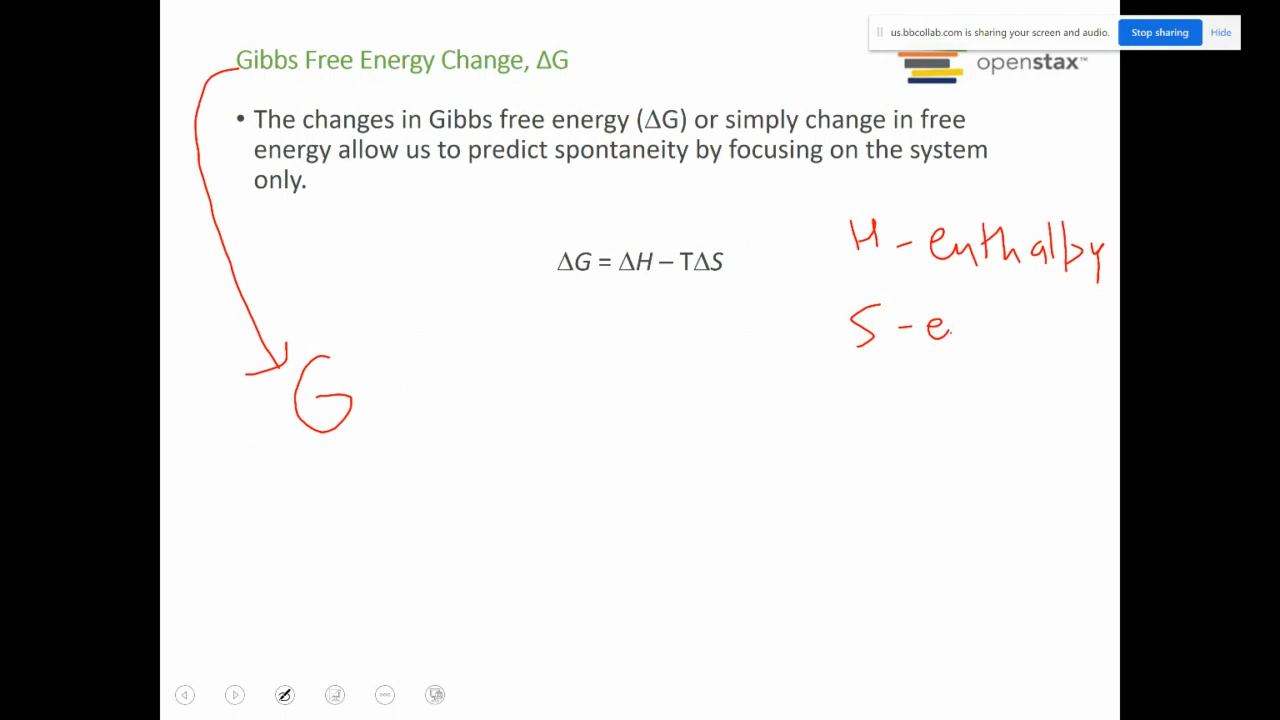 us.bbcollab.com is sharing your screen and audio.
Stop sharing
Hide
Gibbs Free Energy Change, ΔG
openstax™
• The changes in Gibbs free energy (ΔG) or simply change in free
energy allow us to predict spontaneity by focusing on the system
only.
H - enthalpy
ΔG = ΔH – TΔS
S - e
G